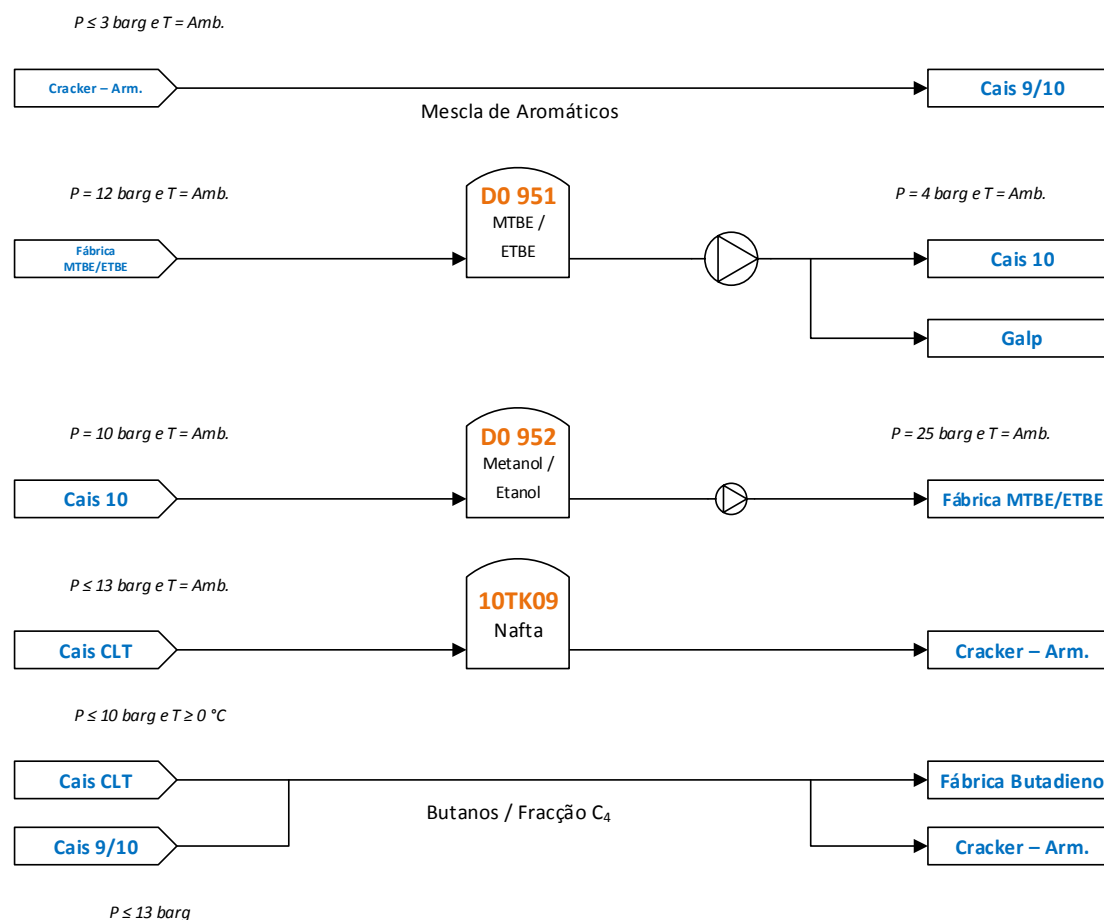 P ≤ 3 barg e T = Amb.
Cracker – Arm.
Cais 9/10
Mescla de Aromáticos
P = 12 barg e T = Amb.
D0 951
MTBE /
ETBE
P = 4 barg e T = Amb.
Fábrica
MTBE/ETBE
Cais 10
Galp
P = 10 barg e T = Amb.
D0 952
Metanol /
Etanol
P = 25 barg e T = Amb.
Cais 10
Fábrica MTBE/ETBE
P ≤ 13 barg e T = Amb.
10TK09
Nafta
Cais CLT
Cracker – Arm.
P ≤ 10 barg e T ≥ 0 °C
Cais CLT
Fábrica Butadieno
Butanos / Fracção C₄
Cais 9/10
Cracker – Arm.
P ≤ 13 barg